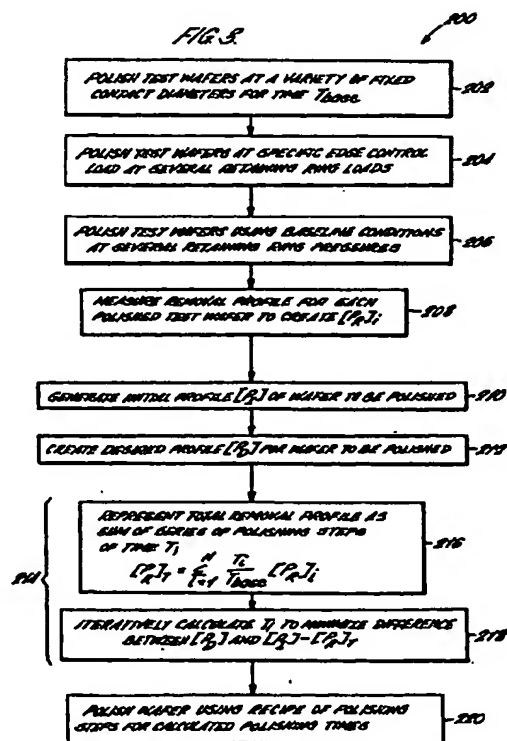 FIG. 3.
200
POLISH TEST WAFERS AT A VARIETY OF FIXED
CONTACT DIAMETERS FOR TIME Tbase
202
POLISH TEST WAFERS AT SPECIFIC EDGE CONTROL
LOAD AT SEVERAL RETAINING RING LOADS
204
POLISH TEST WAFERS USING BASELINE CONDITIONS
AT SEVERAL RETAINING RING PRESSURES
206
MEASURE REMOVAL PROFILE FOR EACH
POLISHED TEST WAFER TO CREATE [PR]i
208
GENERATE INITIAL PROFILE [PI] OF WAFER TO BE POLISHED
210
CREATE DESIRED PROFILE [PD] FOR WAFER TO BE POLISHED
212
214
REPRESENT TOTAL REMOVAL PROFILE AS
SUM OF SERIES OF POLISHING STEPS
OF TIME Ti
[PR]T = Σ i=1 N Ti/Tbase [PR]i
216
ITERATIVELY CALCULATE Ti TO MINIMIZE DIFFERENCE
BETWEEN [PD] AND [PI]-[PR]T
218
POLISH WAFER USING RECIPE OF POLISHING
STEPS FOR CALCULATED POLISHING TIMES
220